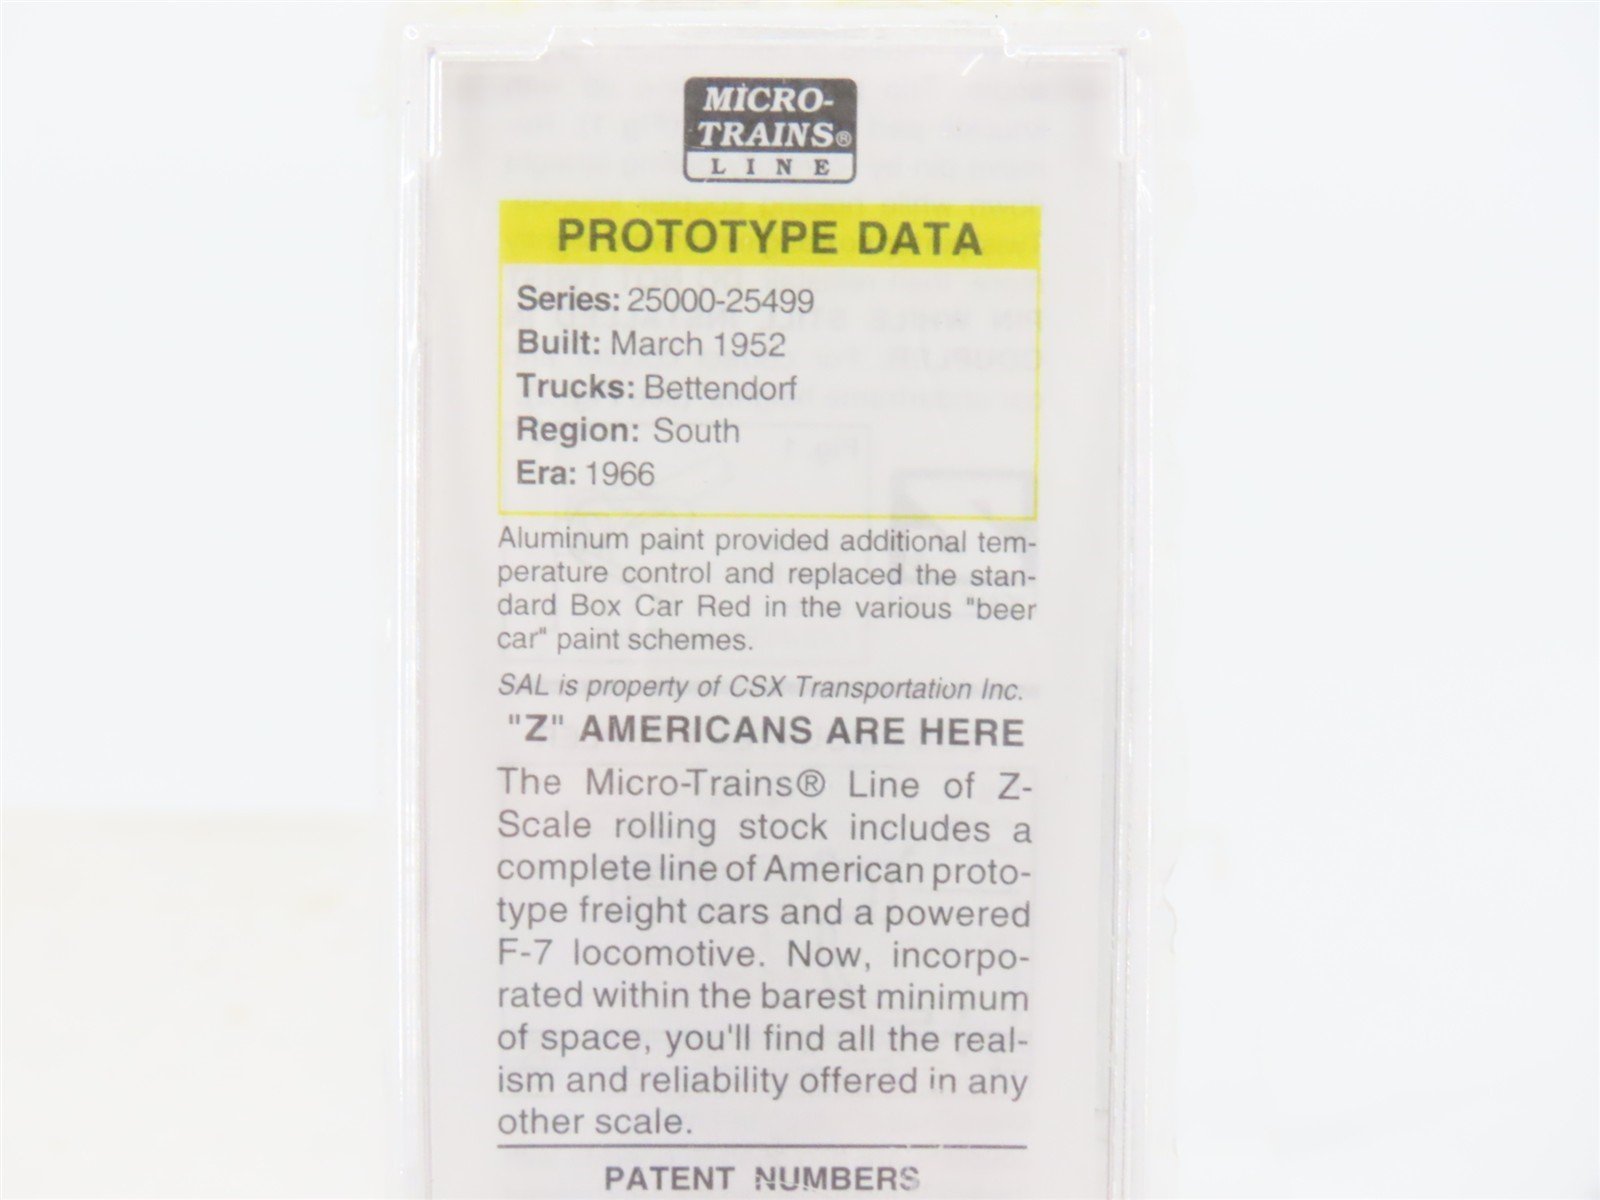 MICRO-
TRAINS®
LINE
PROTOTYPE DATA
Series: 25000-25499
Built: March 1952
Trucks: Bettendorf
Region: South
Era: 1966
Aluminum paint provided additional tem-
perature control and replaced the stan-
dard Box Car Red in the various "beer
car" paint schemes.
SAL is property of CSX Transportation Inc.
"Z" AMERICANS ARE HERE
The Micro-Trains® Line of Z-
Scale rolling stock includes a
complete line of American proto-
type freight cars and a powered
F-7 locomotive. Now, incorpo-
rated within the barest minimum
of space, you'll find all the real-
ism and reliability offered in any
other scale.
PATENT NUMBERS